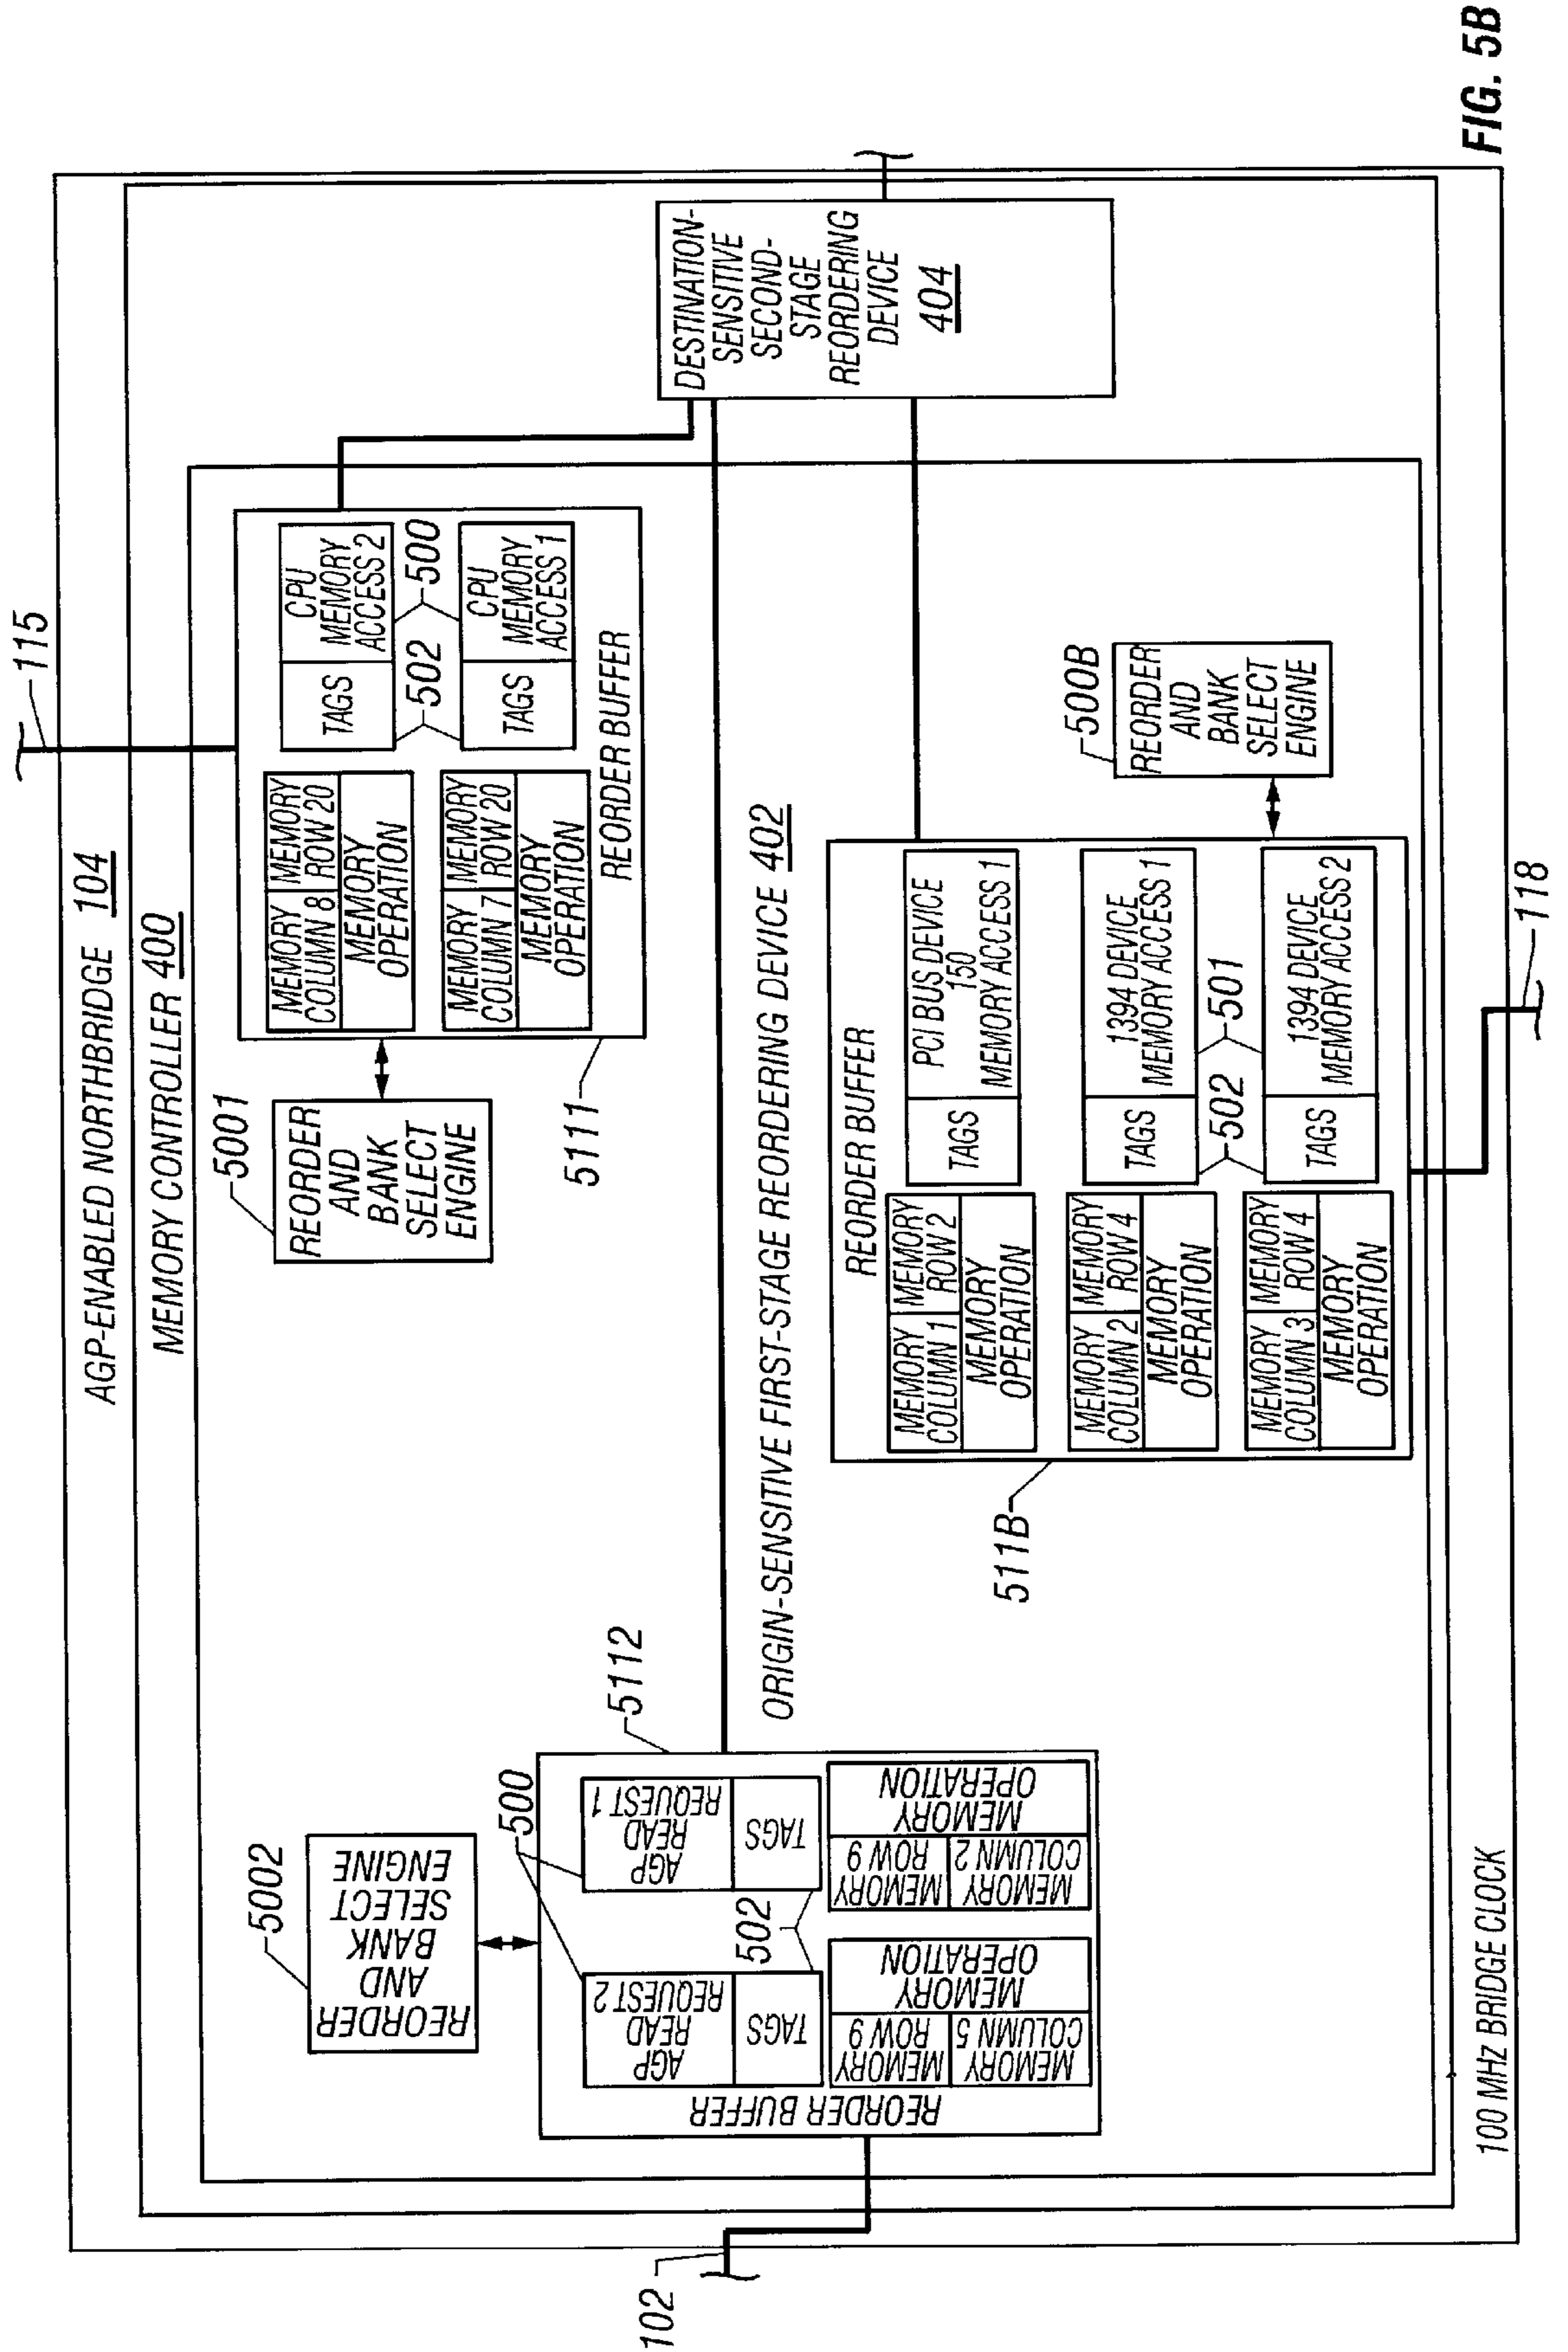 115
AGP-ENABLED NORTHBRIDGE 104
MEMORY CONTROLLER 400
5001
REORDER
AND
BANK
SELECT
ENGINE
5111
MEMORY
COLUMN 8
MEMORY
ROW 20
MEMORY
OPERATION
TAGS
CPU
MEMORY
ACCESS 2
502
500
MEMORY
COLUMN 7
MEMORY
ROW 20
MEMORY
OPERATION
TAGS
CPU
MEMORY
ACCESS 1
REORDER BUFFER
DESTINATION-
SENSITIVE
SECOND-
STAGE
REORDERING
DEVICE
404
5002
REORDER
AND
BANK
SELECT
ENGINE
5112
500
AGP
READ
REQUEST 2
TAGS
AGP
READ
REQUEST 1
TAGS
502
MEMORY
ROW 9
MEMORY
COLUMN 5
MEMORY
OPERATION
MEMORY
ROW 9
MEMORY
COLUMN 2
MEMORY
OPERATION
REORDER BUFFER
102
ORIGIN-SENSITIVE FIRST-STAGE REORDERING DEVICE 402
REORDER BUFFER
511B
MEMORY
COLUMN 1
MEMORY
ROW 2
MEMORY
OPERATION
TAGS
PCI BUS DEVICE
150
MEMORY ACCESS 1
MEMORY
COLUMN 2
MEMORY
ROW 4
MEMORY
OPERATION
TAGS
1394 DEVICE
MEMORY ACCESS 1
502
501
MEMORY
COLUMN 3
MEMORY
ROW 4
MEMORY
OPERATION
TAGS
1394 DEVICE
MEMORY ACCESS 2
500B
REORDER
AND
BANK
SELECT
ENGINE
118
100 MHz BRIDGE CLOCK
FIG. 5B